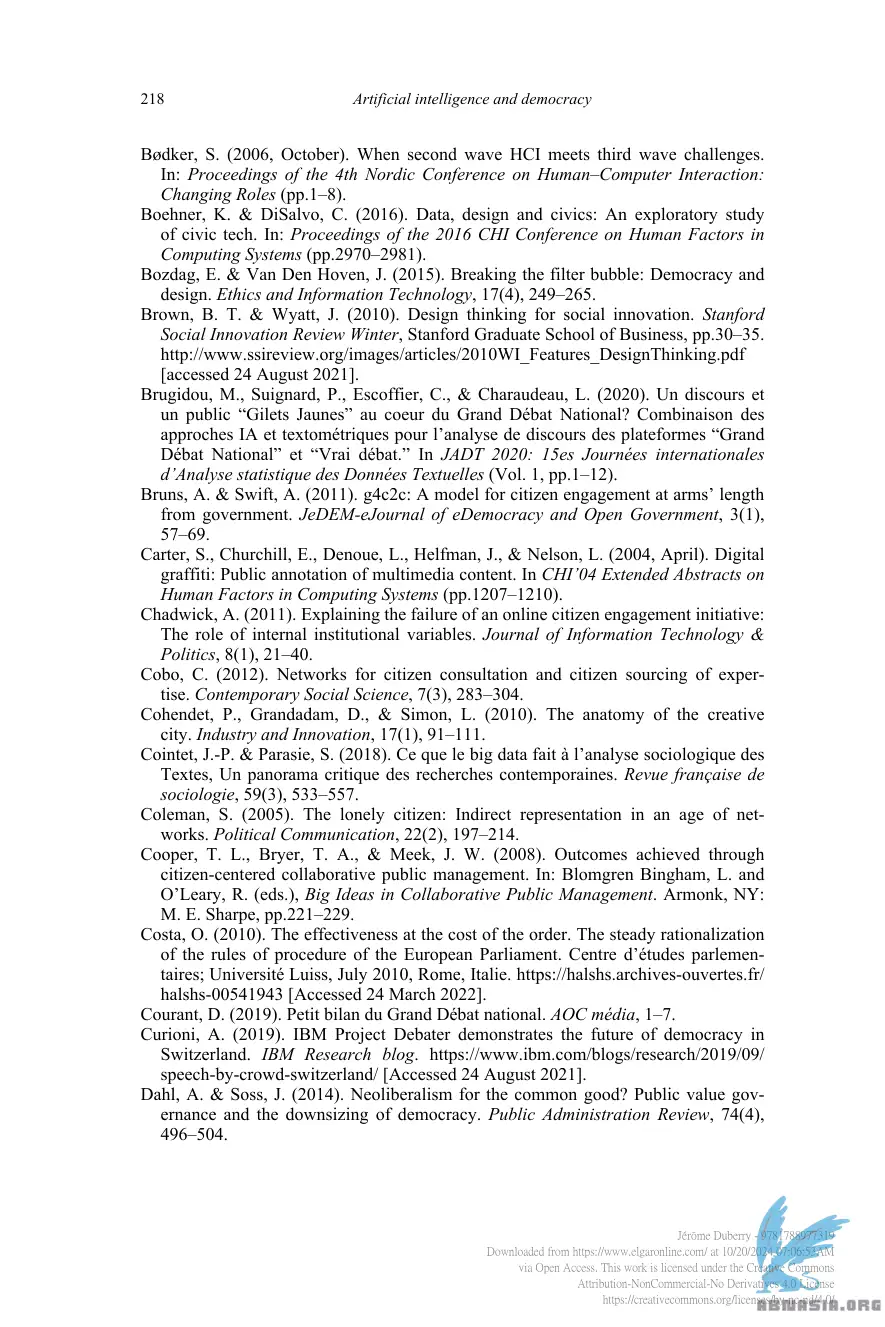 218 Artificial intelligence and democracy
Bødker, S. (2006, October). When second wave HCI meets third wave challenges.
In: Proceedings of the 4th Nordic Conference on Human–Computer Interaction:
Changing Roles (pp.1–8).
Boehner, K. & DiSalvo, C. (2016). Data, design and civics: An exploratory study
of civic tech. In: Proceedings of the 2016 CHI Conference on Human Factors in
Computing Systems (pp.2970–2981).
Bozdag, E. & Van Den Hoven, J. (2015). Breaking the filter bubble: Democracy and
design. Ethics and Information Technology, 17(4), 249–265.
Brown, B. T. & Wyatt, J. (2010). Design thinking for social innovation. Stanford
Social Innovation Review Winter, Stanford Graduate School of Business, pp.30–35.
http://www.ssireview.org/images/articles/2010WI_Features_DesignThinking.pdf
[accessed 24 August 2021].
Brugidou, M., Suignard, P., Escoffier, C., & Charaudeau, L. (2020). Un discours et
un public “Gilets Jaunes” au coeur du Grand Débat National? Combinaison des
approches IA et textométriques pour l’analyse de discours des plateformes “Grand
Débat National” et “Vrai débat.” In JADT 2020: 15es Journées internationales
d’Analyse statistique des Données Textuelles (Vol. 1, pp.1–12).
Bruns, A. & Swift, A. (2011). g4c2c: A model for citizen engagement at arms’ length
from government. JeDEM-eJournal of eDemocracy and Open Government, 3(1),
57–69.
Carter, S., Churchill, E., Denoue, L., Helfman, J., & Nelson, L. (2004, April). Digital
graffiti: Public annotation of multimedia content. In CHI’04 Extended Abstracts on
Human Factors in Computing Systems (pp.1207–1210).
Chadwick, A. (2011). Explaining the failure of an online citizen engagement initiative:
The role of internal institutional variables. Journal of Information Technology &
Politics, 8(1), 21–40.
Cobo, C. (2012). Networks for citizen consultation and citizen sourcing of exper-
tise. Contemporary Social Science, 7(3), 283–304.
Cohendet, P., Grandadam, D., & Simon, L. (2010). The anatomy of the creative
city. Industry and Innovation, 17(1), 91–111.
Cointet, J.-P. & Parasie, S. (2018). Ce que le big data fait à l’analyse sociologique des
Textes, Un panorama critique des recherches contemporaines. Revue française de
sociologie, 59(3), 533–557.
Coleman, S. (2005). The lonely citizen: Indirect representation in an age of net-
works. Political Communication, 22(2), 197–214.
Cooper, T. L., Bryer, T. A., & Meek, J. W. (2008). Outcomes achieved through
citizen-centered collaborative public management. In: Blomgren Bingham, L. and
O’Leary, R. (eds.), Big Ideas in Collaborative Public Management. Armonk, NY:
M. E. Sharpe, pp.221–229.
Costa, O. (2010). The effectiveness at the cost of the order. The steady rationalization
of the rules of procedure of the European Parliament. Centre d’études parlemen-
taires; Université Luiss, July 2010, Rome, Italie. https://halshs.archives-ouvertes.fr/
halshs-00541943 [Accessed 24 March 2022].
Courant, D. (2019). Petit bilan du Grand Débat national. AOC média, 1–7.
Curioni, A. (2019). IBM Project Debater demonstrates the future of democracy in
Switzerland. IBM Research blog. https://www.ibm.com/blogs/research/2019/09/
speech-by-crowd-switzerland/ [Accessed 24 August 2021].
Dahl, A. & Soss, J. (2014). Neoliberalism for the common good? Public value gov-
ernance and the downsizing of democracy. Public Administration Review, 74(4),
496–504.
Jérôme Duberry - 9781788977319
Downloaded from https://www.elgaronline.com/ at 10/20/2024 07:06:52AM
via Open Access. This work is licensed under the Creative Commons
Attribution-NonCommercial-No Derivatives 4.0 License
https://creativecommons.org/licenses/by-nc-nd/4.0/
ABNASIA.ORG